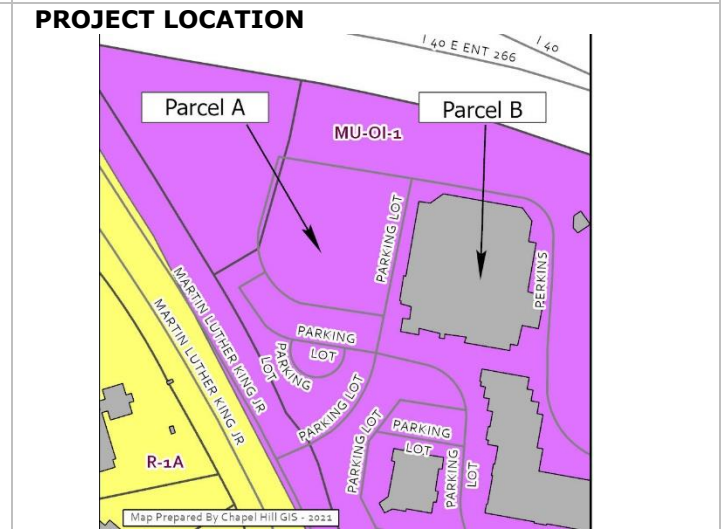 PROJECT LOCATION
I 40 E ENT 266
I 40
Parcel A
Parcel B
MU-OI-1
PARKING LOT
PERKINS
MARTIN LUTHER KING JR
MARTIN LUTHER KING JR
PARKING
LOT
PARKING
LOT
PARKING LOT
PARKING LOT
PARKING
LOT
PARKING
LOT
R-1A
Map Prepared By Chapel Hill GIS - 2021